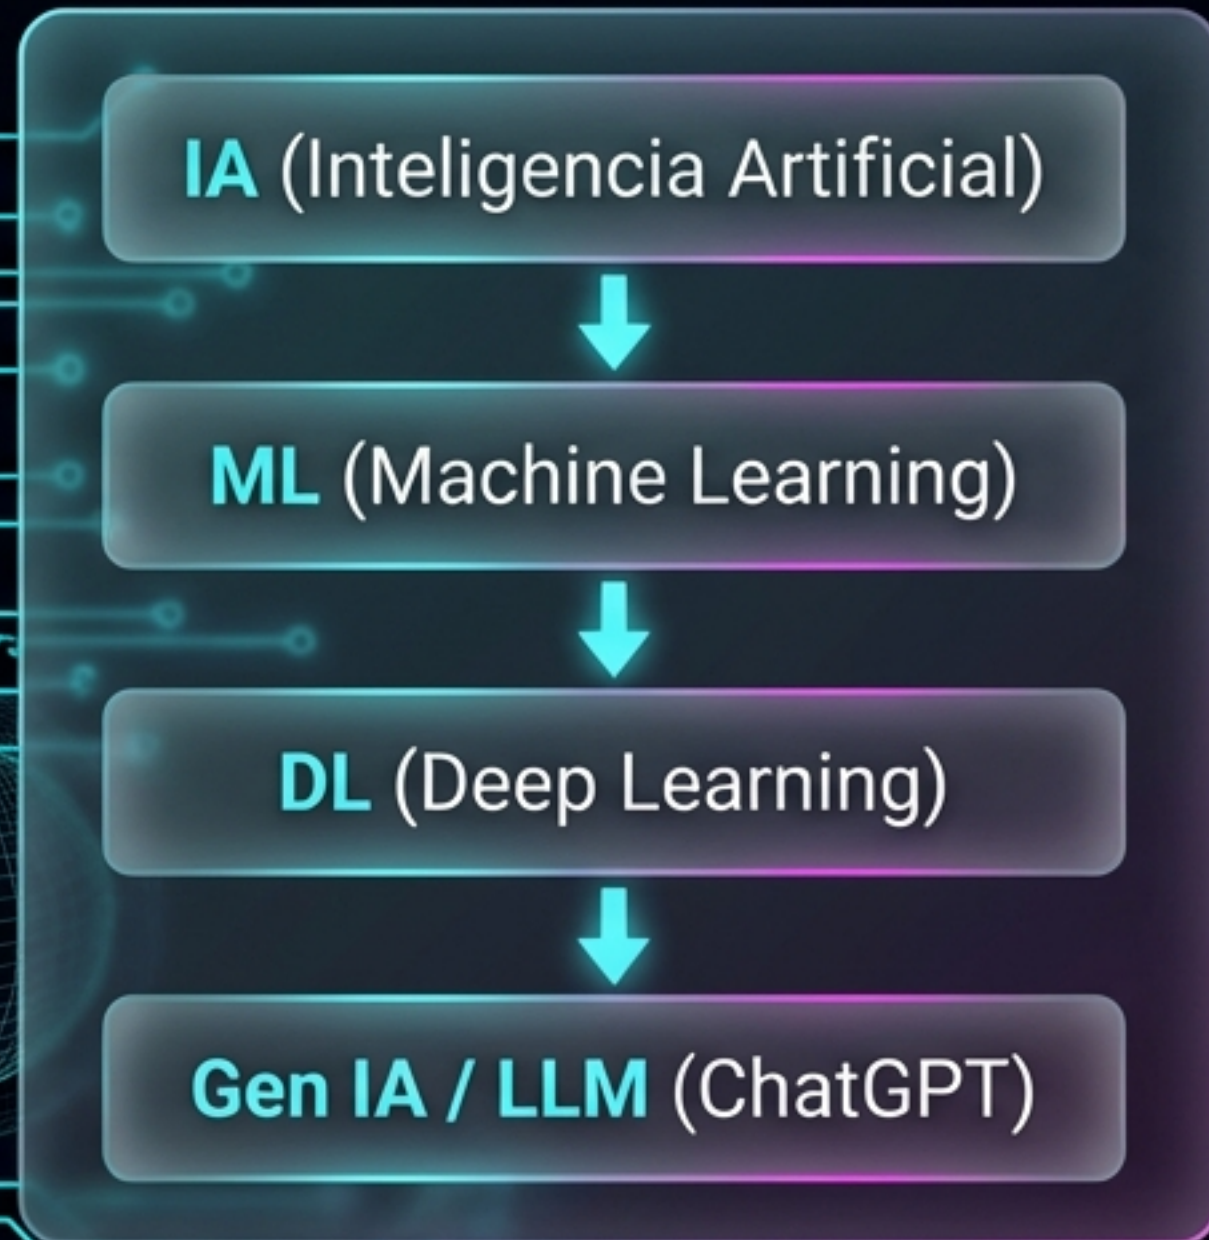 IA (Inteligencia Artificial)
ML (Machine Learning)
DL (Deep Learning)
Gen IA / LLM (ChatGPT)